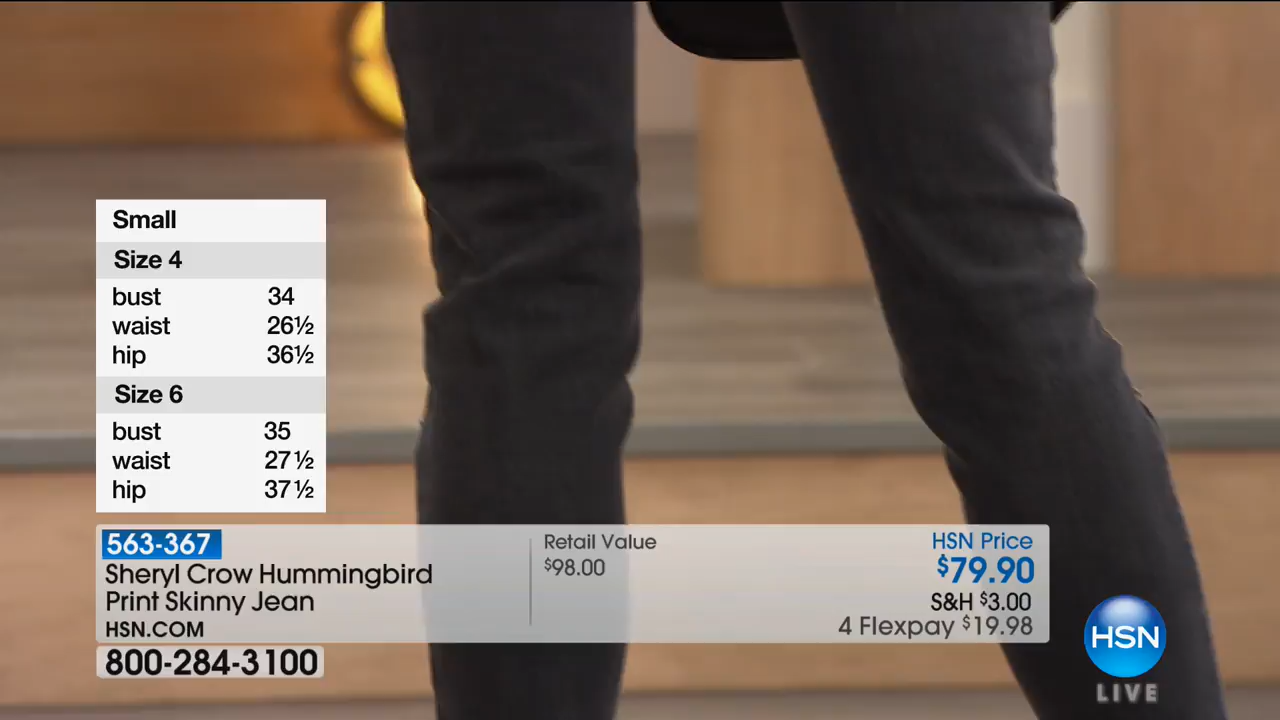 Small
Size 4
bust 34
waist 26½
hip 36½
Size 6
bust 35
waist 27½
hip 37½
563-367
Sheryl Crow Hummingbird
Print Skinny Jean
HSN.COM
800-284-3100
Retail Value
$98.00
HSN Price
$79.90
S&H $3.00
4 Flexpay $19.98
HSN
LIVE